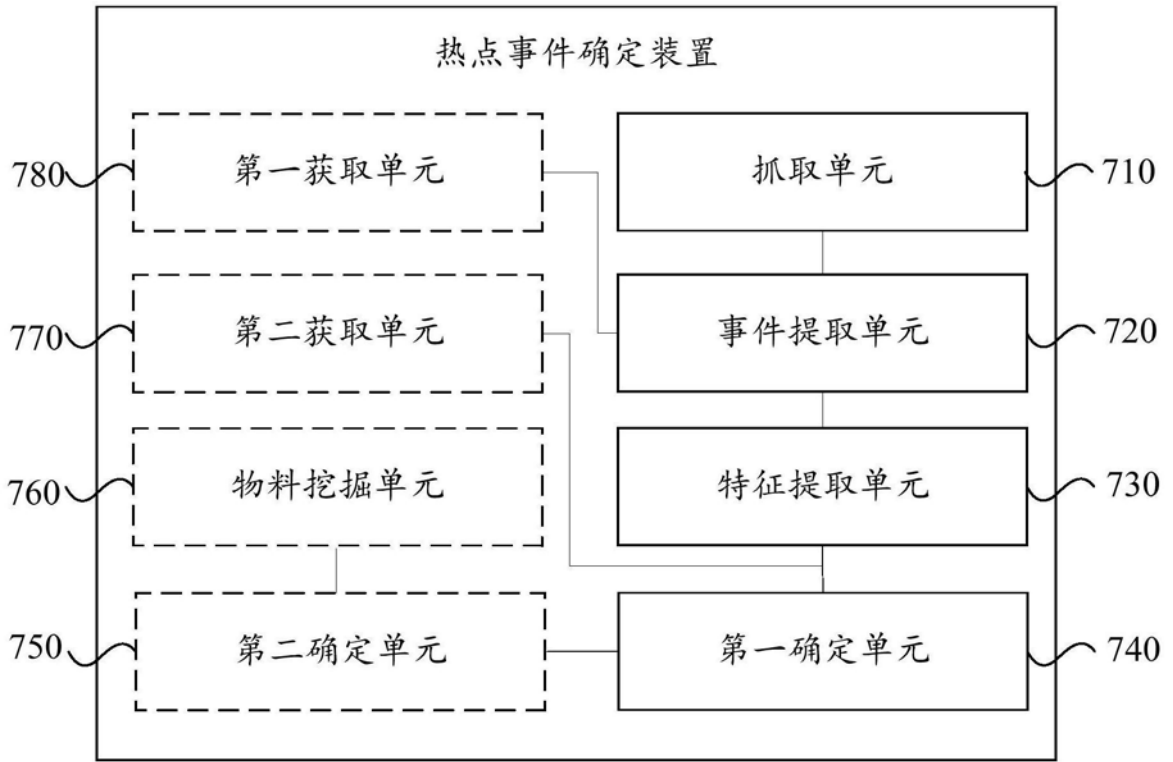 热点事件确定装置
780
第一获取单元
抓取单元
710
770
第二获取单元
事件提取单元
720
760
物料挖掘单元
特征提取单元
730
750
第二确定单元
第一确定单元
740